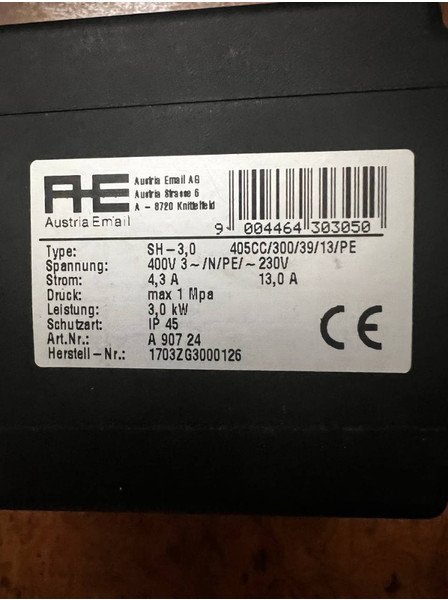 AHE
Austria Email
Austria Email AG
Austria Strasse 6
A - 8720 Knittelfeld
9 004464 303050
Type: SH-3,0 405CC/300/39/13/PE
Spannung: 400V 3~/N/PE/~230V
Strom: 4,3 A 13,0 A
Druck: max 1 Mpa
Leistung: 3,0 kW
Schutzart: IP 45
Art.Nr.: A 907 24
Herstell-Nr.: 1703ZG3000126
CE